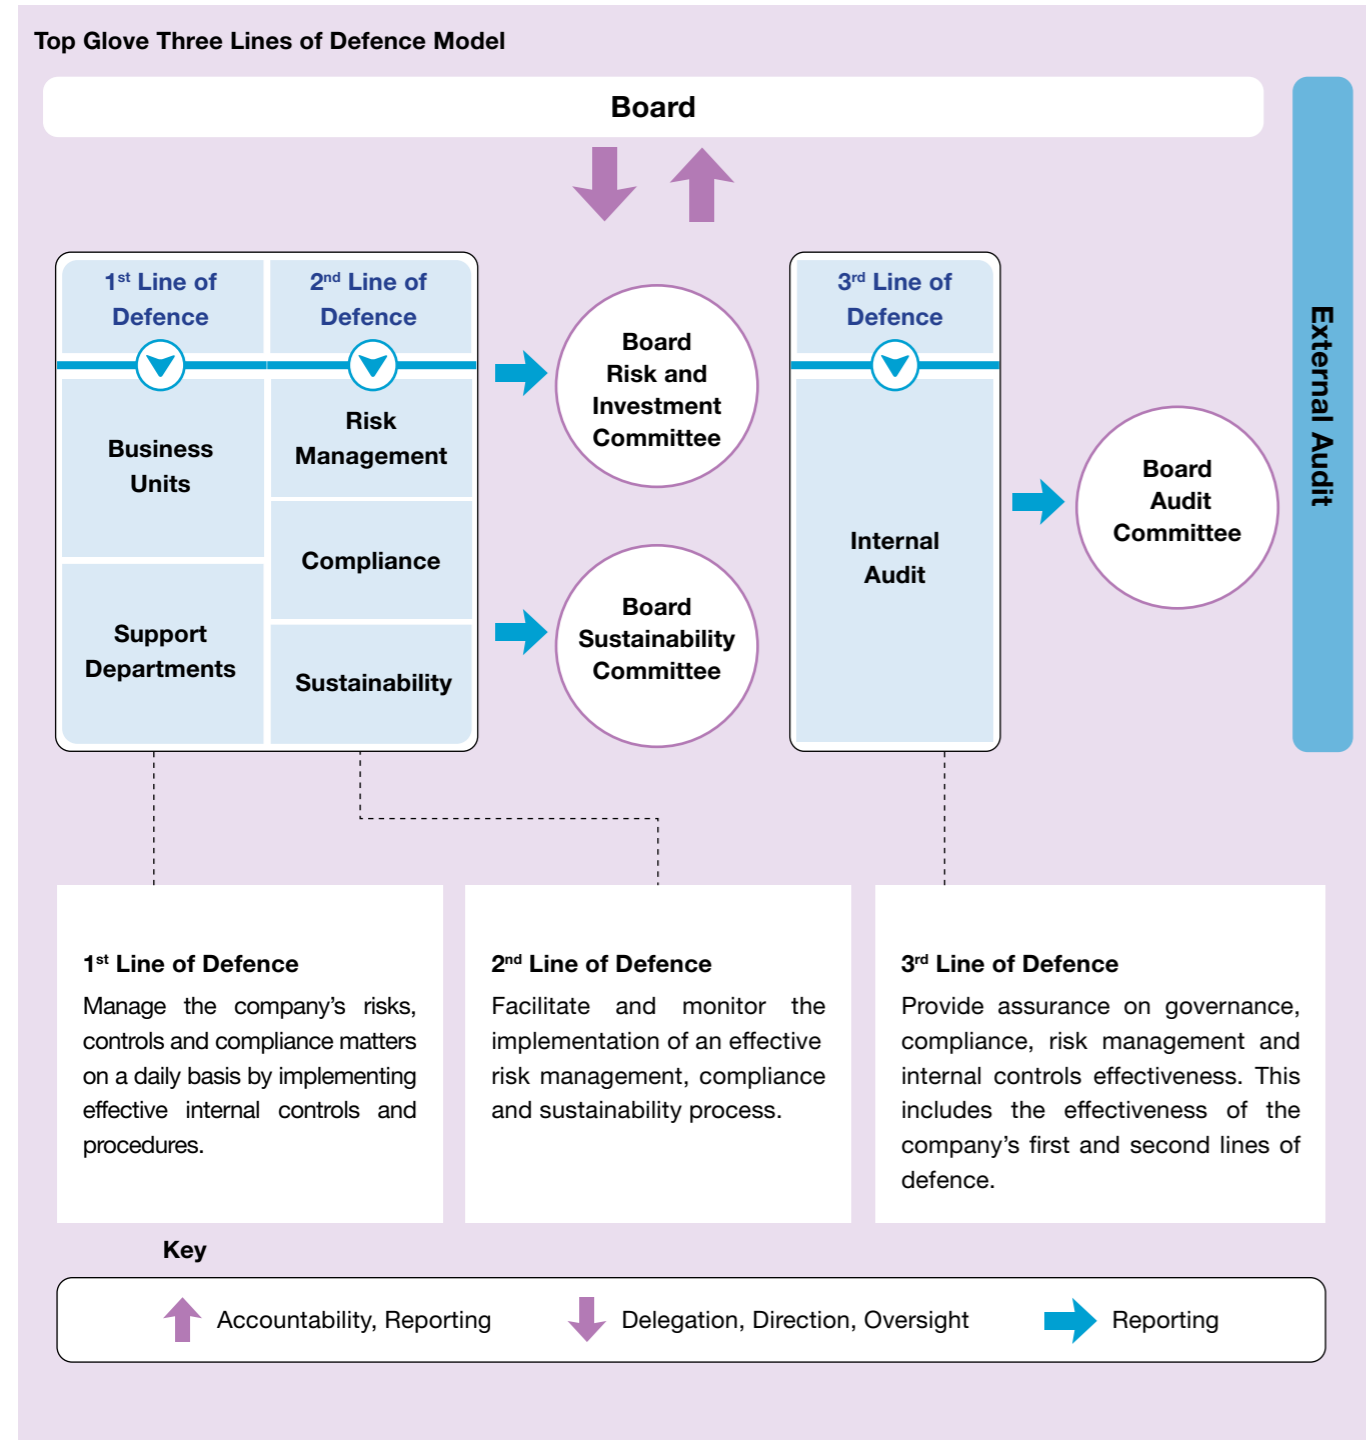 Top Glove Three Lines of Defence Model
Board
1st Line of
Defence
2nd Line of
Defence
Business
Units
Support
Departments
Risk
Management
Compliance
Sustainability
Board
Risk and
Investment
Committee
Board
Sustainability
Committee
3rd Line of
Defence
Internal
Audit
Board
Audit
Committee
External Audit
1st Line of Defence
Manage the company’s risks,
controls and compliance matters
on a daily basis by implementing
effective internal controls and
procedures.
2nd Line of Defence
Facilitate and monitor the
implementation of an effective
risk management, compliance
and sustainability process.
3rd Line of Defence
Provide assurance on governance,
compliance, risk management and
internal controls effectiveness. This
includes the effectiveness of the
company’s first and second lines of
defence.
Key
Accountability, Reporting
Delegation, Direction, Oversight
Reporting